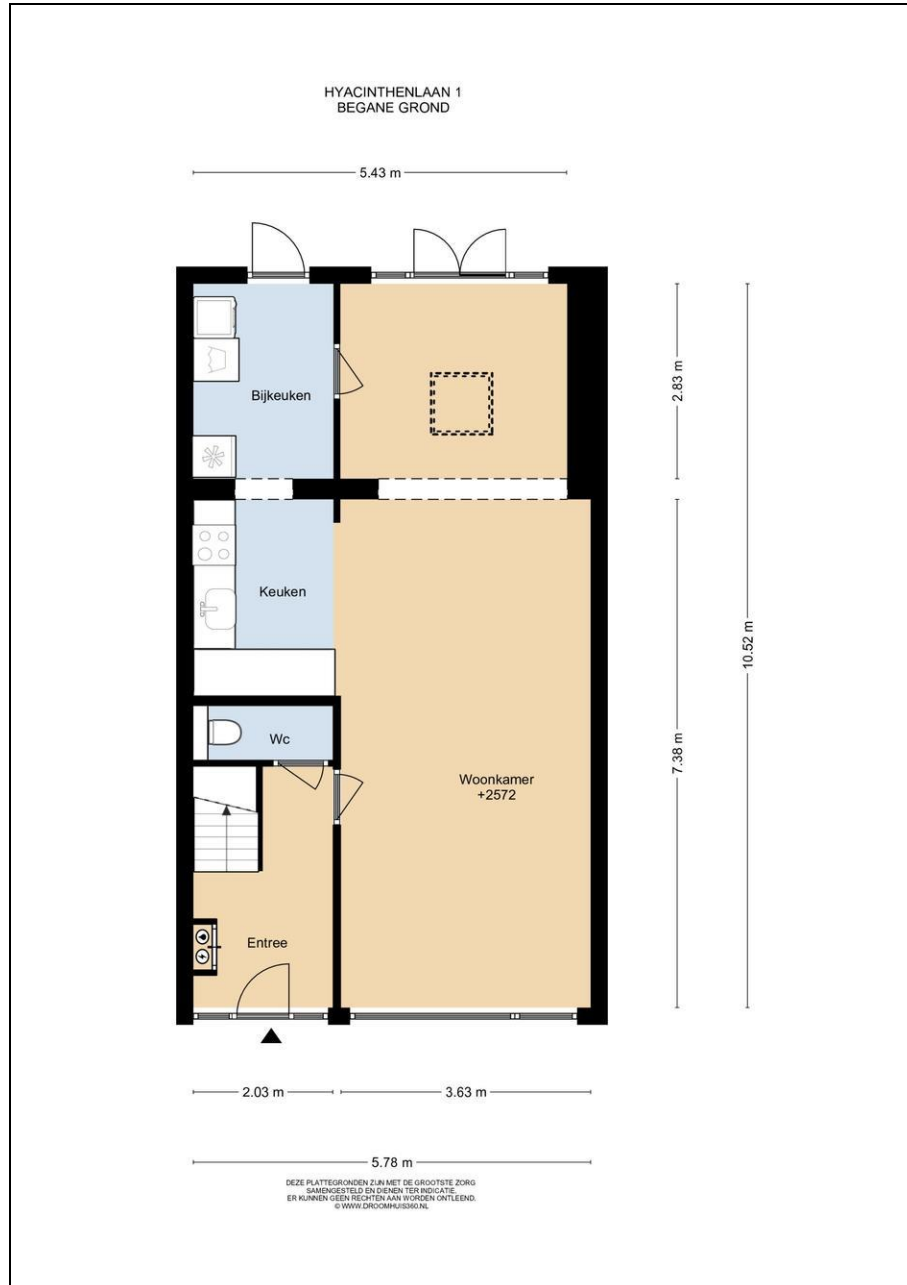 HYACINTHENLAAN 1
BEGANE GROND
5.43 m
Bijkeuken
2.83 m
Keuken
10.52 m
7.38 m
Wc
Woonkamer
+2572
Entree
2.03 m
3.63 m
5.78 m
DEZE PLATTEGRONDEN ZIJN MET DE GROOTSTE ZORG
SAMENGESTELD EN DIENEN TER INDICATIE.
ER KUNNEN GEEN RECHTEN AAN WORDEN ONTLEEND.
© WWW.DROOMHUIS360.NL